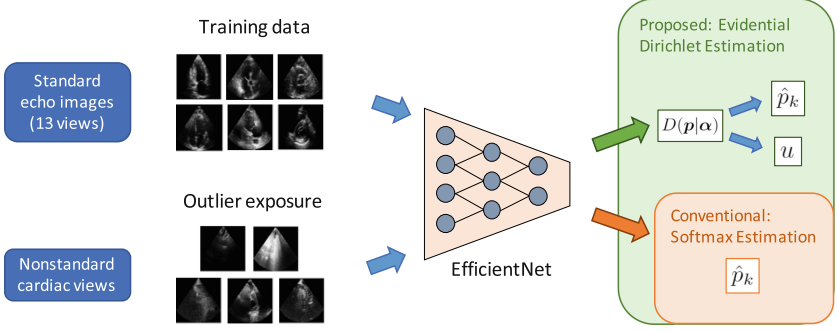 Training data
Standard
echo images
(13 views)
Outlier exposure
Nonstandard
cardiac views
EfficientNet
Proposed: Evidential
Dirichlet Estimation
D(p|α)
p̂ₖ
u
Conventional:
Softmax Estimation
p̂ₖ